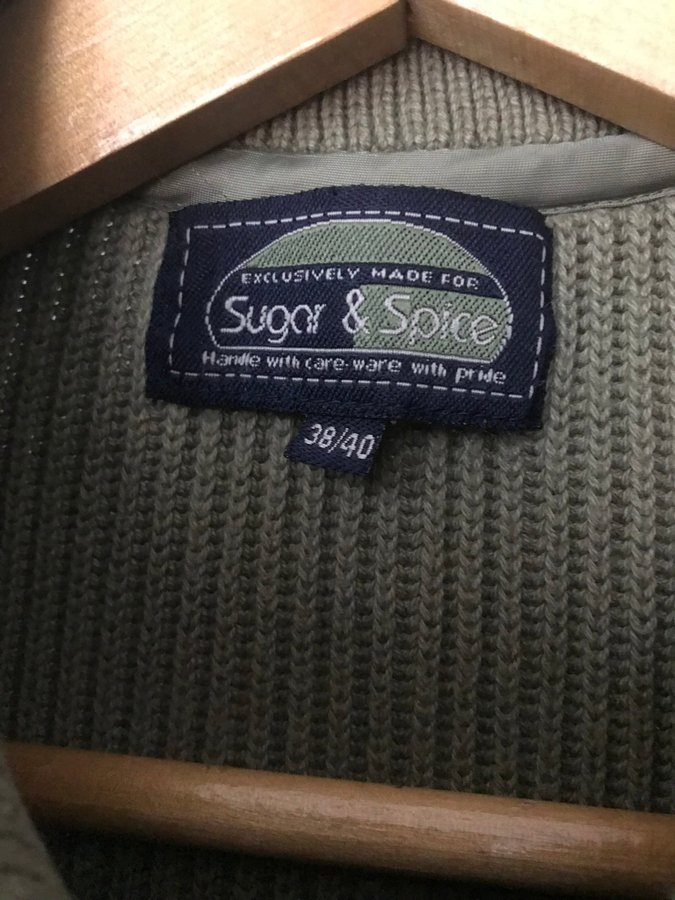 EXCLUSIVELY MADE FOR
Sugar & Spice
Handle with care-ware with pride
38/40